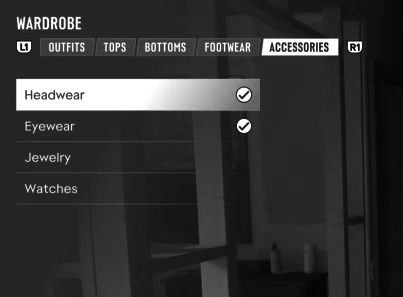 WARDROBE
L1 OUTFITS TOPS BOTTOMS FOOTWEAR ACCESSORIES R1
Headwear
Eyewear
Jewelry
Watches